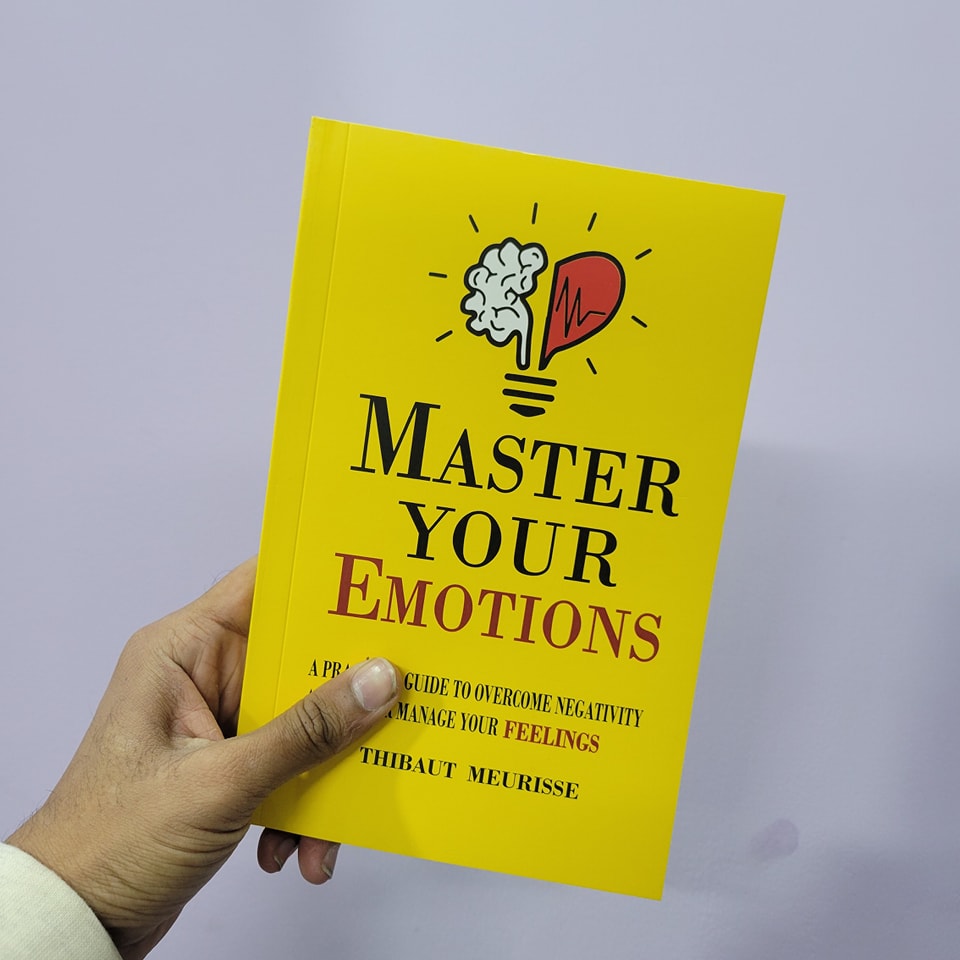 MASTER
YOUR
EMOTIONS
GUIDE TO OVERCOME NEGATIVITY
MANAGE YOUR FEELINGS
THIBAUT MEURISSE